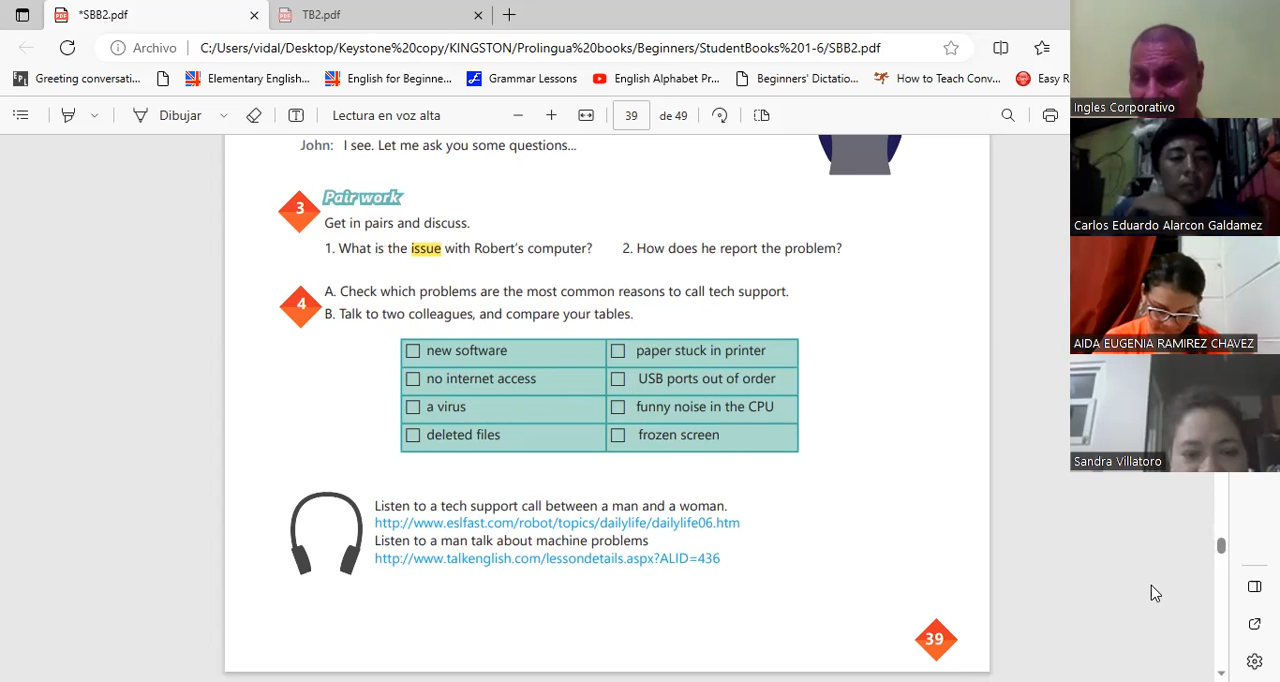 *SBB2.pdf
TB2.pdf
Archivo
C:/Users/vidal/Desktop/Keystone%20copy/KINGSTON/Prolingua%20books/Beginners/StudentBooks%201-6/SBB2.pdf
Greeting conversati...
Elementary English...
English for Beginne...
Grammar Lessons
English Alphabet Pr...
Beginners' Dictatio...
How to Teach Conv...
Easy R
Dibujar
Lectura en voz alta
39
de 49
John: I see. Let me ask you some questions...
3
Pair work
Get in pairs and discuss.
1. What is the issue with Robert's computer?
2. How does he report the problem?
4
A. Check which problems are the most common reasons to call tech support.
B. Talk to two colleagues, and compare your tables.
new software
paper stuck in printer
no internet access
USB ports out of order
a virus
funny noise in the CPU
deleted files
frozen screen
Listen to a tech support call between a man and a woman.
http://www.eslfast.com/robot/topics/dailylife/dailylife06.htm
Listen to a man talk about machine problems
http://www.talkenglish.com/lessondetails.aspx?ALID=436
39
Ingles Corporativo
Carlos Eduardo Alarcon Galdamez
AIDA EUGENIA RAMIREZ CHAVEZ
Sandra Villatoro